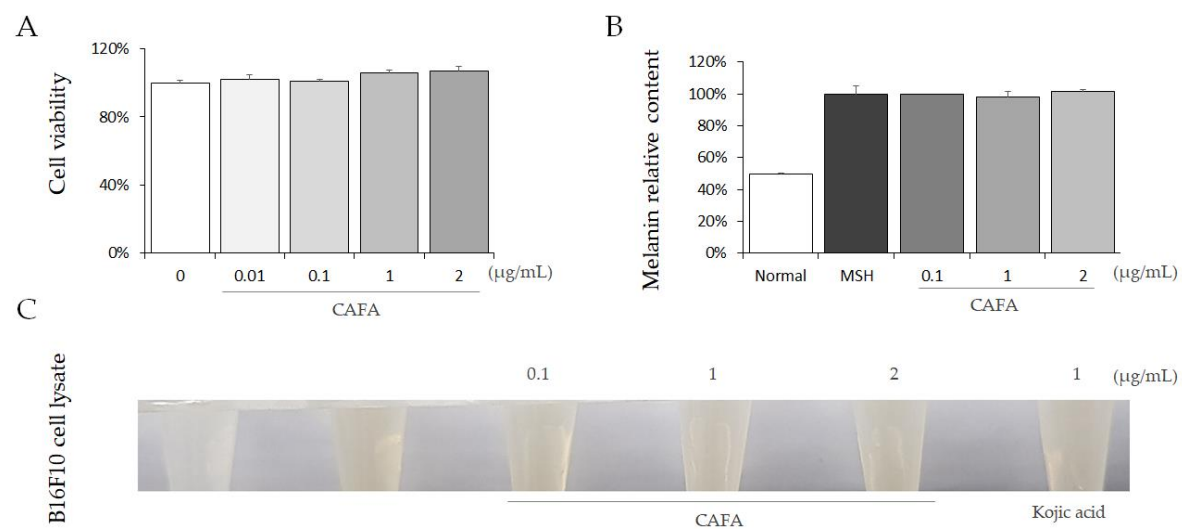 A
Cell viability
120%
80%
40%
0%
0 0.01 0.1 1 2 (µg/mL)
CAFA
B
Melanin relative content
120%
100%
80%
60%
40%
20%
0%
Normal MSH 0.1 1 2 (µg/mL)
CAFA
C
B16F10 cell lysate
0.1 1 2 1 (µg/mL)
CAFA
Kojic acid